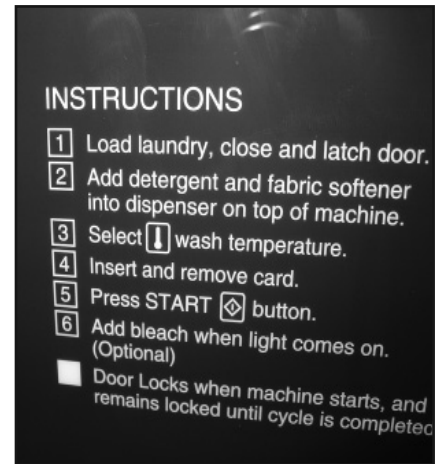 INSTRUCTIONS
1 Load laundry, close and latch door.
2 Add detergent and fabric softener
into dispenser on top of machine.
3 Select wash temperature.
4 Insert and remove card.
5 Press START button.
6 Add bleach when light comes on.
(Optional)
Door Locks when machine starts, and
remains locked until cycle is completed